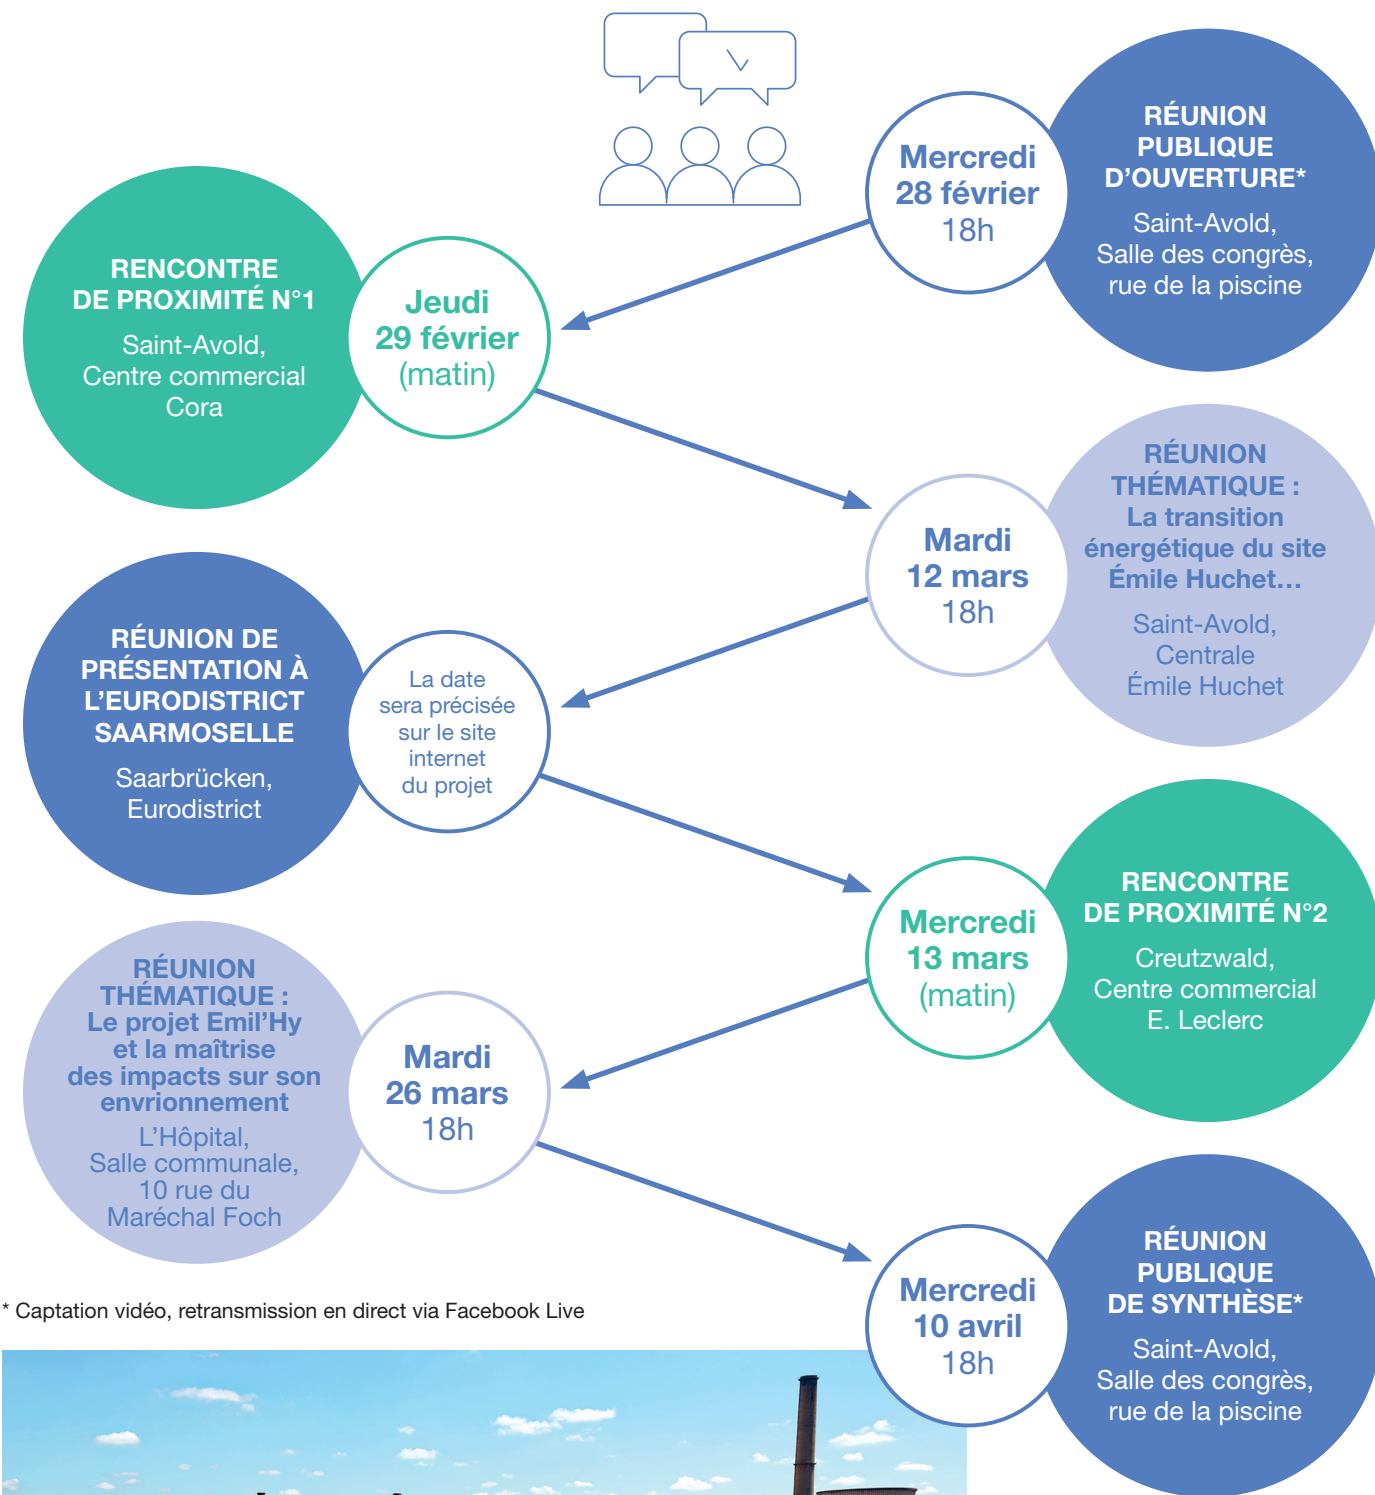 Mercredi
28 février
18h
RÉUNION
PUBLIQUE
D’OUVERTURE*
Saint-Avold,
Salle des congrès,
rue de la piscine
RENCONTRE
DE PROXIMITÉ N°1
Saint-Avold,
Centre commercial
Cora
Jeudi
29 février
(matin)
Mardi
12 mars
18h
RÉUNION
THÉMATIQUE :
La transition
énergétique du site
Émile Huchet…
Saint-Avold,
Centrale
Émile Huchet
RÉUNION DE
PRÉSENTATION À
L’EURODISTRICT
SAARMOSELLE
Saarbrücken,
Eurodistrict
La date
sera précisée
sur le site
internet
du projet
Mercredi
13 mars
(matin)
RENCONTRE
DE PROXIMITÉ N°2
Creutzwald,
Centre commercial
E. Leclerc
RÉUNION
THÉMATIQUE :
Le projet Emil’Hy
et la maîtrise
des impacts sur son
envrionnement
L’Hôpital,
Salle communale,
10 rue du
Maréchal Foch
Mardi
26 mars
18h
Mercredi
10 avril
18h
RÉUNION
PUBLIQUE
DE SYNTHÈSE*
Saint-Avold,
Salle des congrès,
rue de la piscine
* Captation vidéo, retransmission en direct via Facebook Live